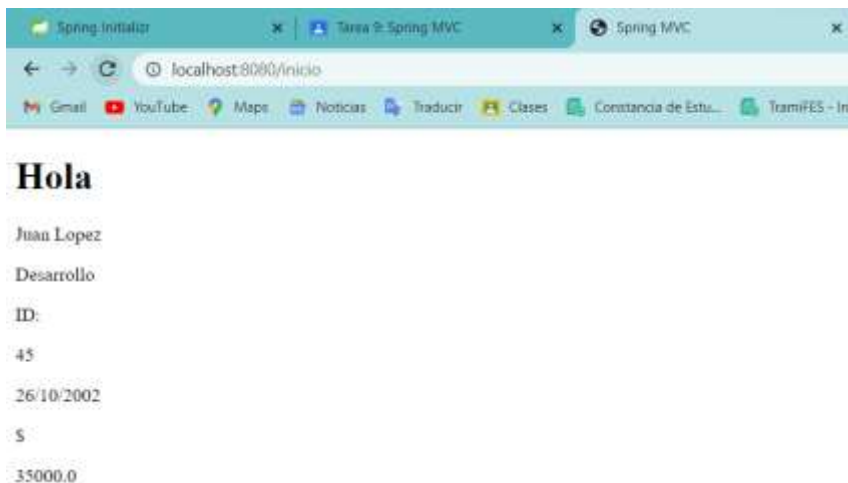 Spring Initializr
Tarea 9: Spring MVC
Spring MVC
localhost:8080/inicio
Gmail YouTube Maps Noticias Traducir Clases Constancia de Estu... TramiFES - In
Hola
Juan Lopez
Desarrollo
ID:
45
26/10/2002
$
35000.0